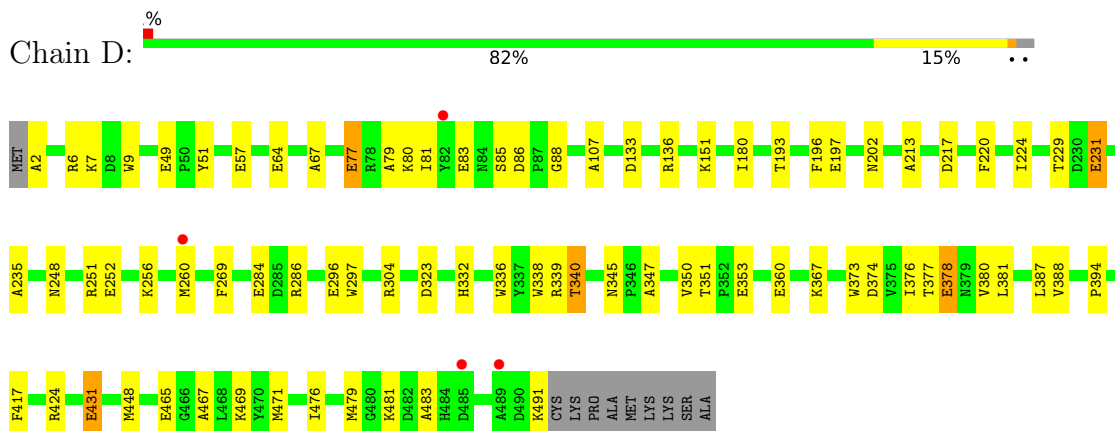 .%
Chain D:
82% 15% • •
MET A2 R6 K7 D8 W9 E49 P50 Y51 E57 E64 A67 E77 R78 A79 K80 I81 Y82 E83 N84 S85 D86 P87 G88 A107 D133 R136 K151 I180 T193 F196 E197 N202 A213 D217 F220 I224 T229 D230 E231
A235 N248 R251 E252 K256 M260 F269 E284 D285 R286 E296 W297 R304 D323 H332 W336 Y337 W338 R339 T340 N345 P346 A347 V350 T351 P352 E353 E360 K367 W373 D374 V375 I376 T377 E378 N379 V380 L381 L387 V388 P394
F417 R424 E431 M448 E465 G466 A467 L468 K469 Y470 M471 I476 M479 G480 K481 D482 A483 H484 D485 A489 D490 K491 CYS LYS PRO ALA MET LYS LYS SER ALA